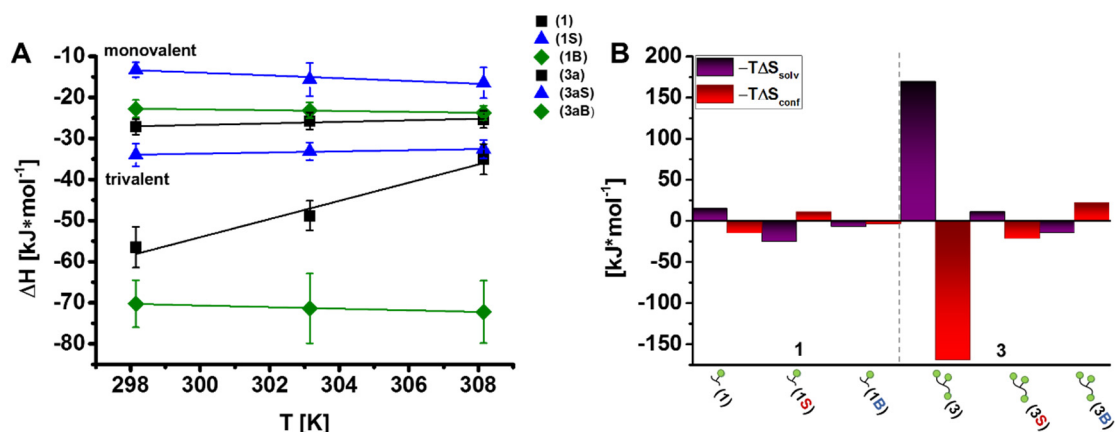 A
monovalent
trivalent
-10
-20
-30
-40
-50
-60
-70
-80
ΔH [kJ*mol⁻¹]
298 300 302 304 306 308
T [K]
(1)
(1S)
(1B)
(3a)
(3aS)
(3aB)
B
–TΔS_solv
–TΔS_conf
200
150
100
50
0
-50
-100
-150
[kJ*mol⁻¹]
1 3
(1) (1S) (1B) (3) (3S) (3B)